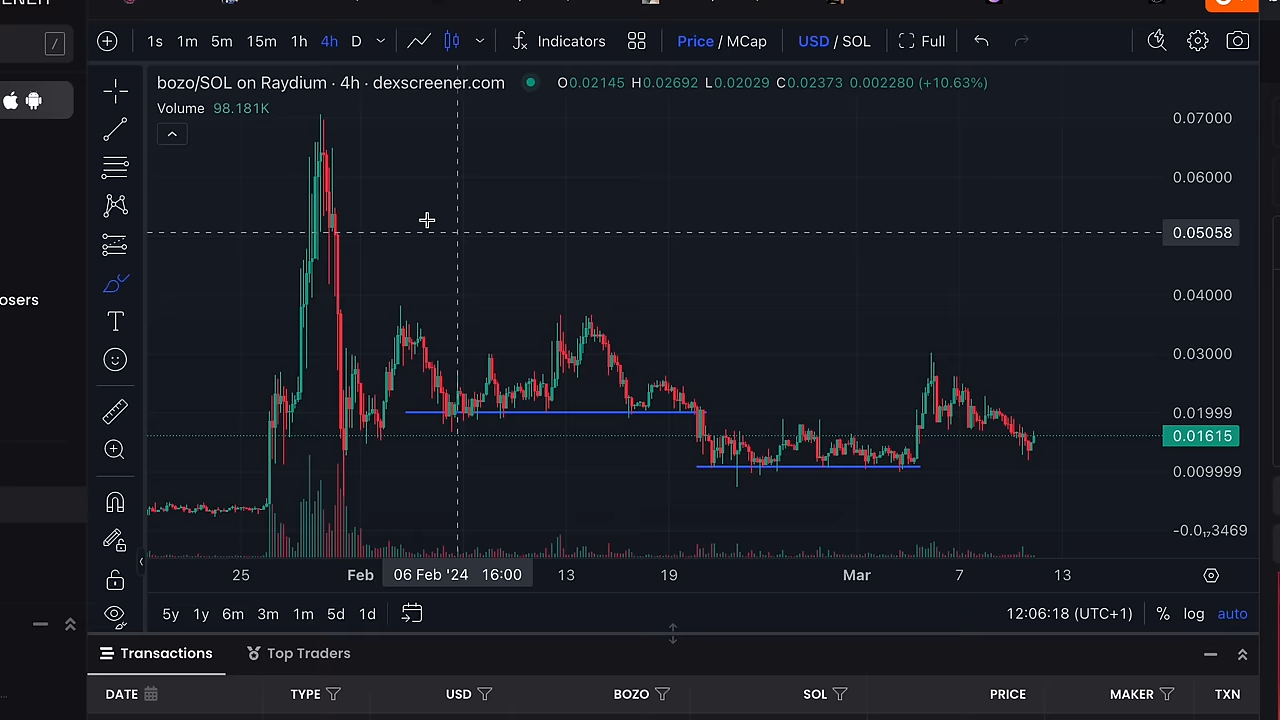 /
1s 1m 5m 15m 1h 4h D Indicators Price / MCap USD / SOL Full
bozo/SOL on Raydium · 4h · dexscreener.com O0.02145 H0.02692 L0.02029 C0.02373 0.002280 (+10.63%)
Volume 98.181K
0.07000
0.06000
0.05058
osers
0.04000
0.03000
0.01999
0.01615
0.009999
-0.0₁₇3469
25 Feb 06 Feb '24 16:00 13 19 Mar 7 13
5y 1y 6m 3m 1m 5d 1d 12:06:18 (UTC+1) % log auto
Transactions Top Traders
DATE TYPE USD BOZO SOL PRICE MAKER TXN